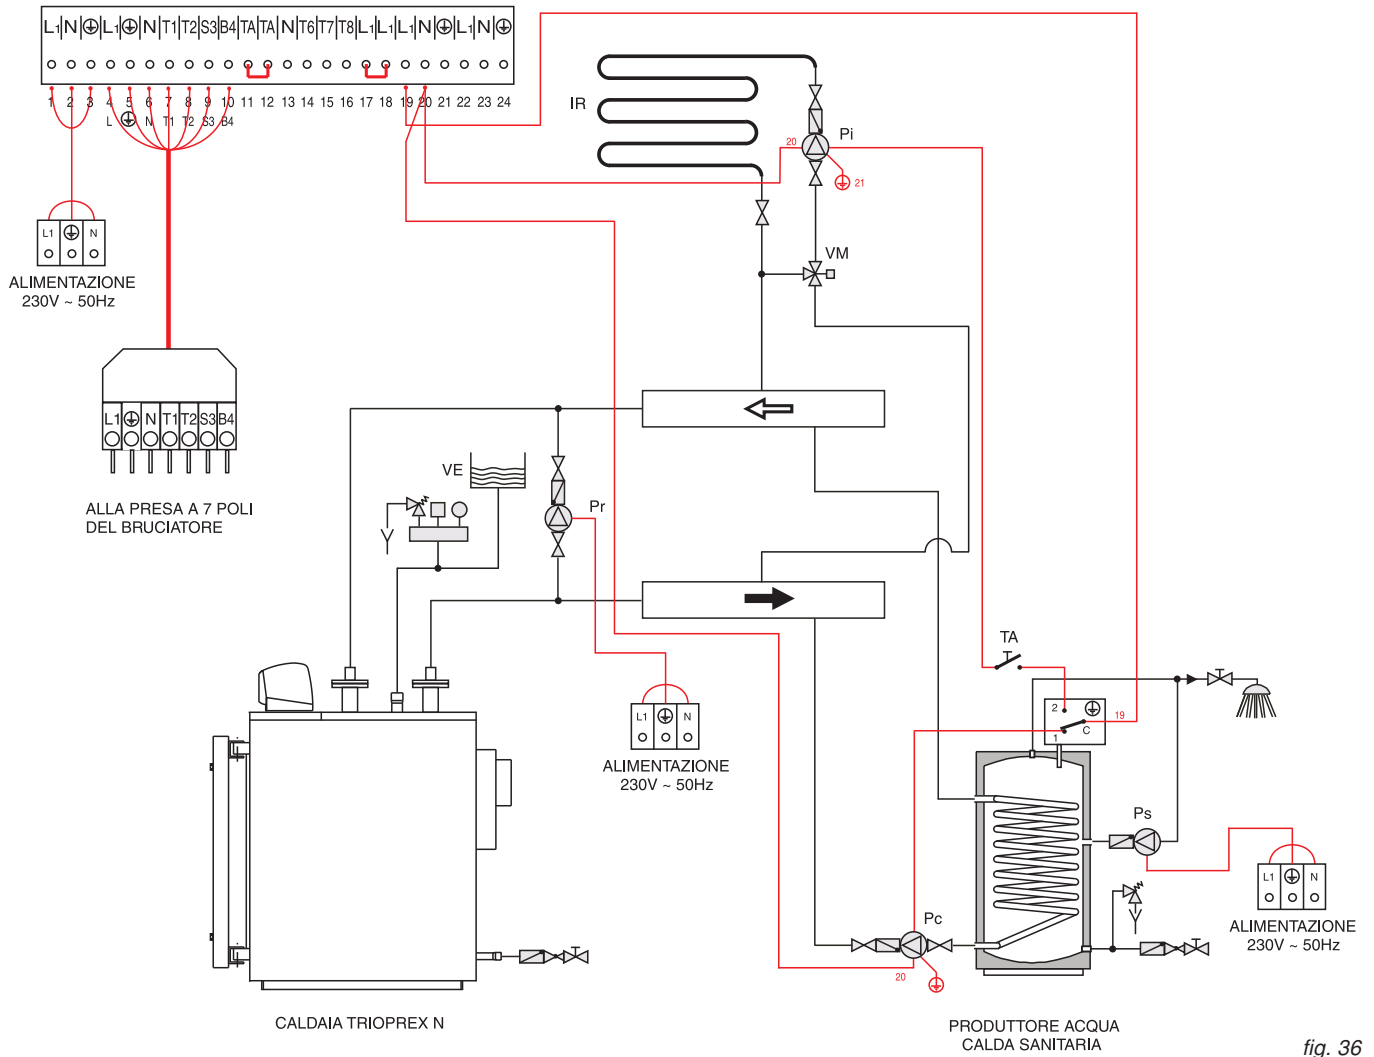 L1 N ⏚ L1 ⏚ N T1 T2 S3 B4 TA TA N T6 T7 T8 L1 L1 L1 N ⏚ L1 N ⏚
1 2 3 4 5 6 7 8 9 10 11 12 13 14 15 16 17 18 19 20 21 22 23 24
L ⏚ N T1 T2 S3 B4
IR
20
Pi
21
L1 ⏚ N
VM
ALIMENTAZIONE
230V ~ 50Hz
L1 ⏚ N T1 T2 S3 B4
VE
Pr
ALLA PRESA A 7 POLI
DEL BRUCIATORE
TA
2 ⏚
19
1 C
L1 ⏚ N
ALIMENTAZIONE
230V ~ 50Hz
Ps
L1 ⏚ N
ALIMENTAZIONE
230V ~ 50Hz
Pc
20
CALDAIA TRIOPREX N
PRODUTTORE ACQUA
CALDA SANITARIA
fig. 36